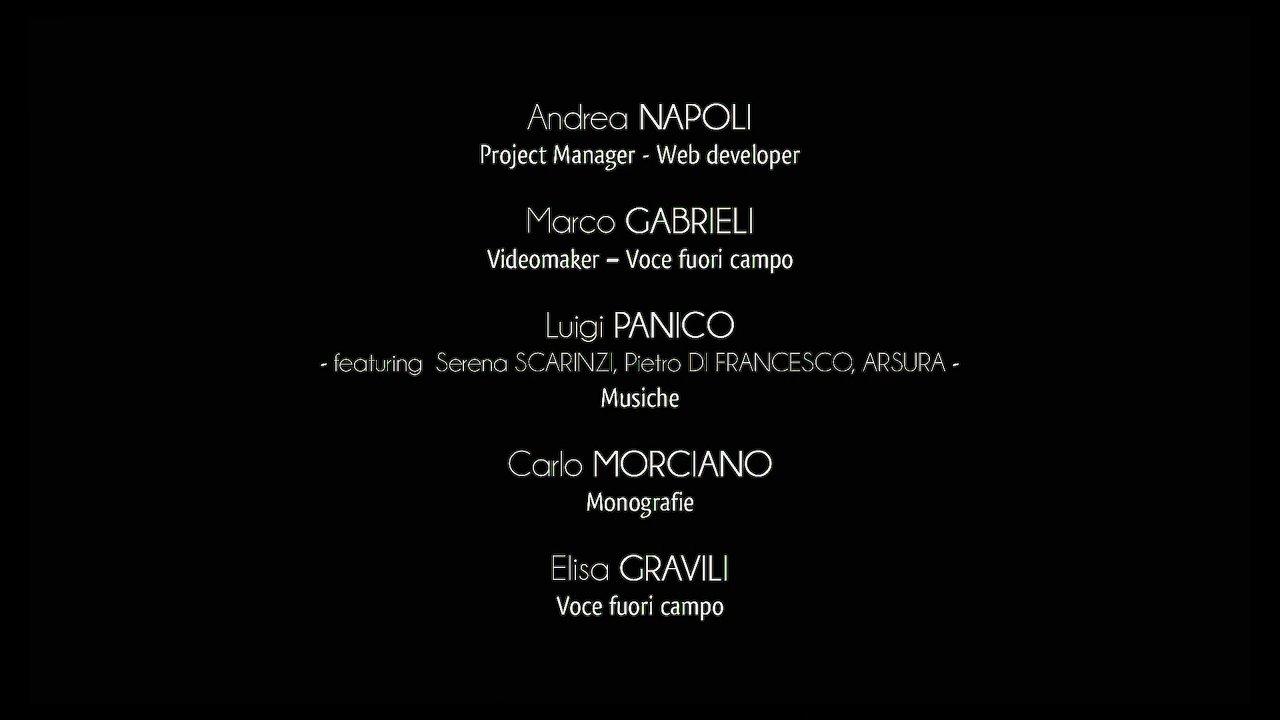 Andrea NAPOLI
Project Manager - Web developer
Marco GABRIELI
Videomaker – Voce fuori campo
Luigi PANICO
- featuring Serena SCARINZI, Pietro DI FRANCESCO, ARSURA -
Musiche
Carlo MORCIANO
Monografie
Elisa GRAVILI
Voce fuori campo